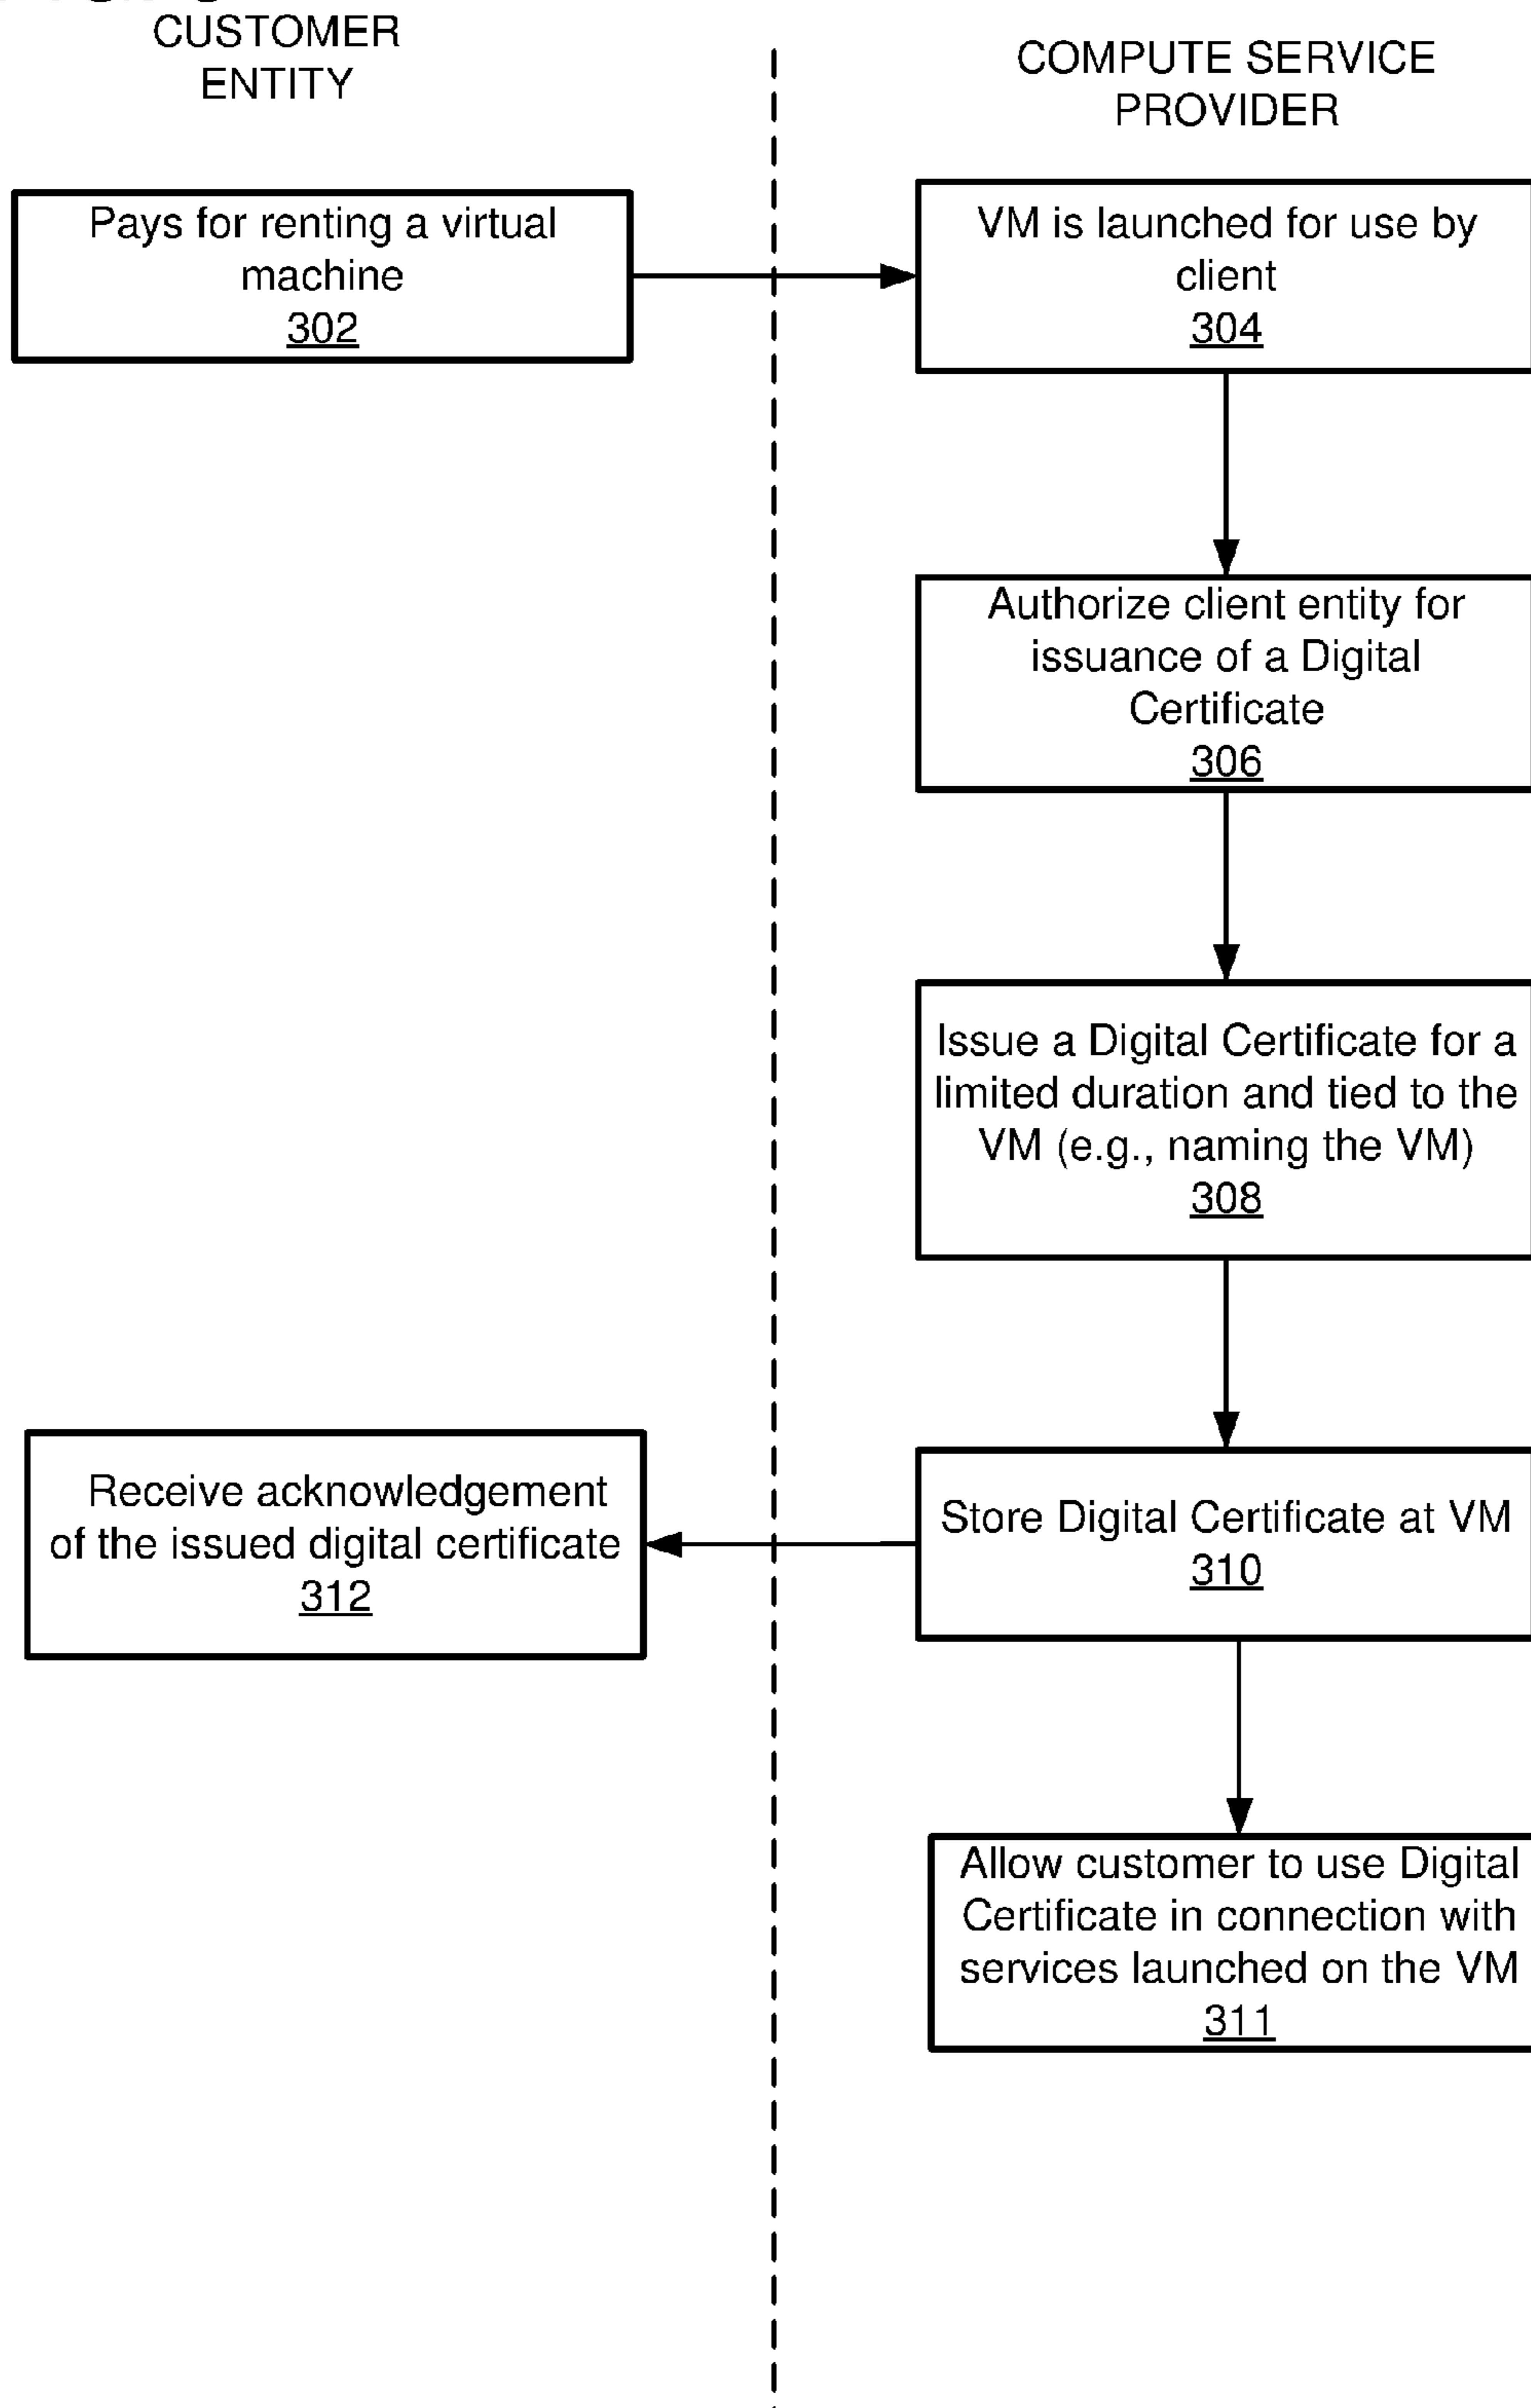 CUSTOMER
ENTITY
COMPUTE SERVICE
PROVIDER
Pays for renting a virtual
machine
302
VM is launched for use by
client
304
Authorize client entity for
issuance of a Digital
Certificate
306
Issue a Digital Certificate for a
limited duration and tied to the
VM (e.g., naming the VM)
308
Receive acknowledgement
of the issued digital certificate
312
Store Digital Certificate at VM
310
Allow customer to use Digital
Certificate in connection with
services launched on the VM
311